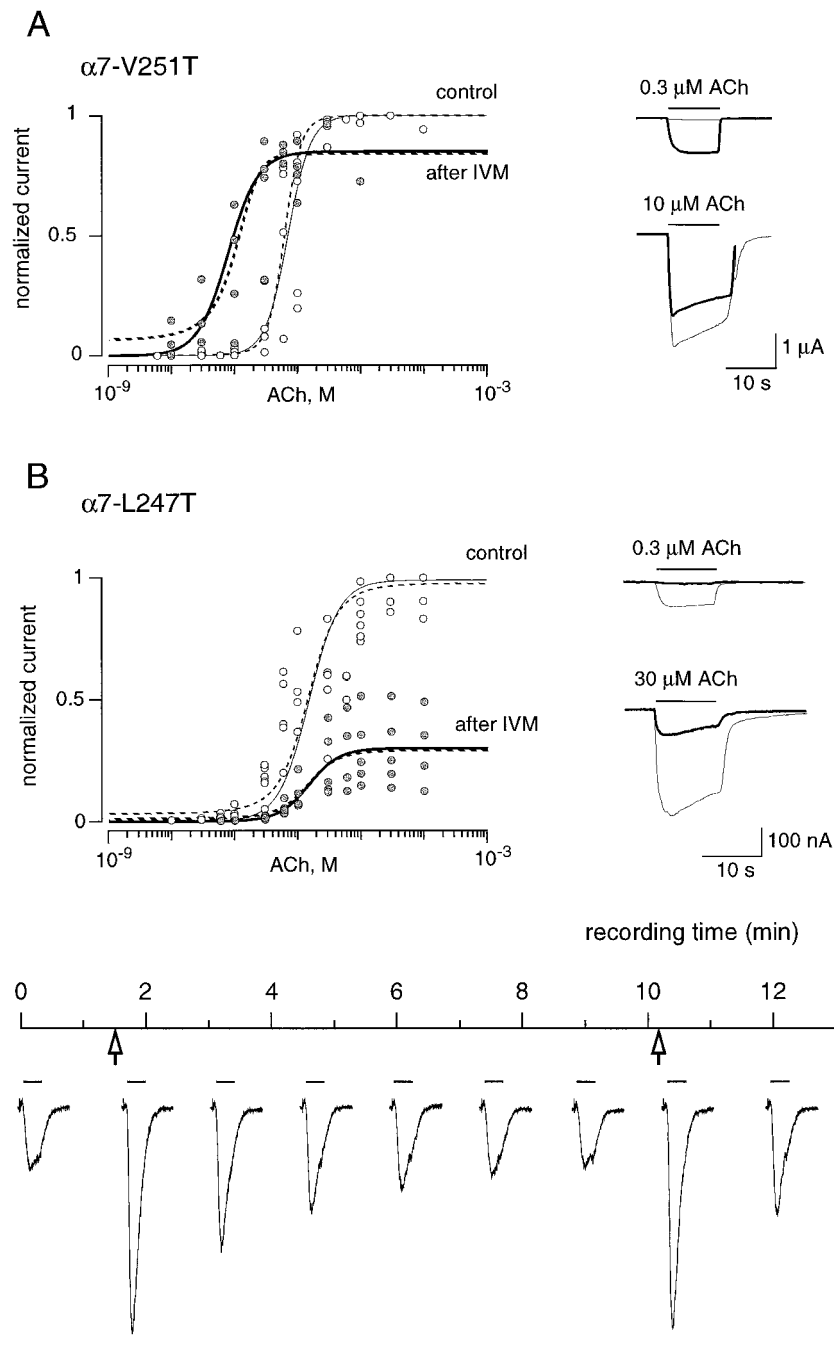 A
α7-V251T
control
after IVM
normalized current
1
0.5
0
10-9
ACh, M
10-3
0.3 μM ACh
10 μM ACh
1 μA
10 s
B
α7-L247T
control
after IVM
normalized current
1
0.5
0
10-9
ACh, M
10-3
0.3 μM ACh
30 μM ACh
100 nA
10 s
recording time (min)
0 2 4 6 8 10 12